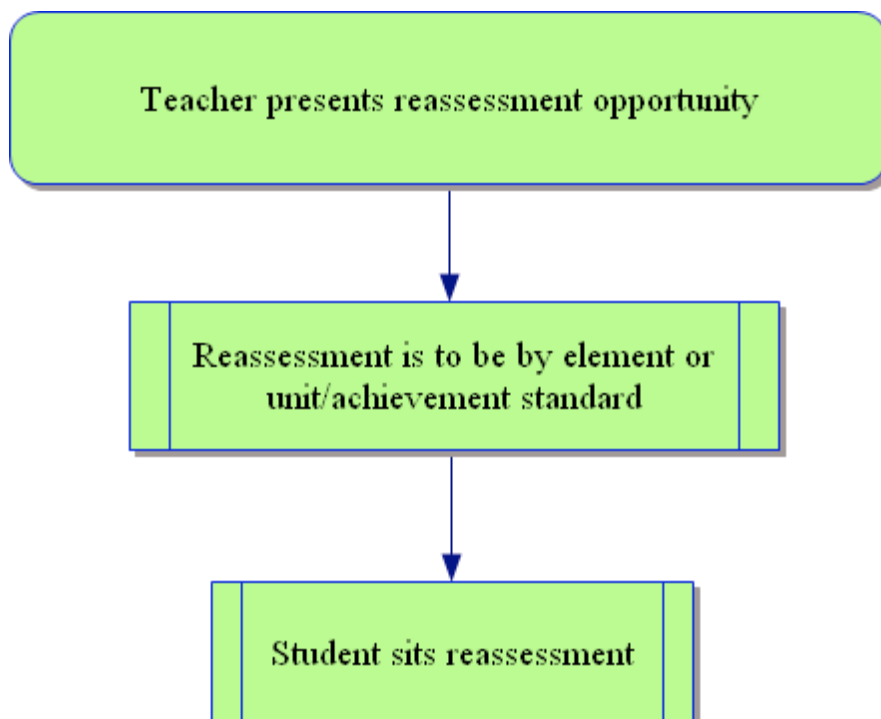 Teacher presents reassessment opportunity
Reassessment is to be by element or
unit/achievement standard
Student sits reassessment